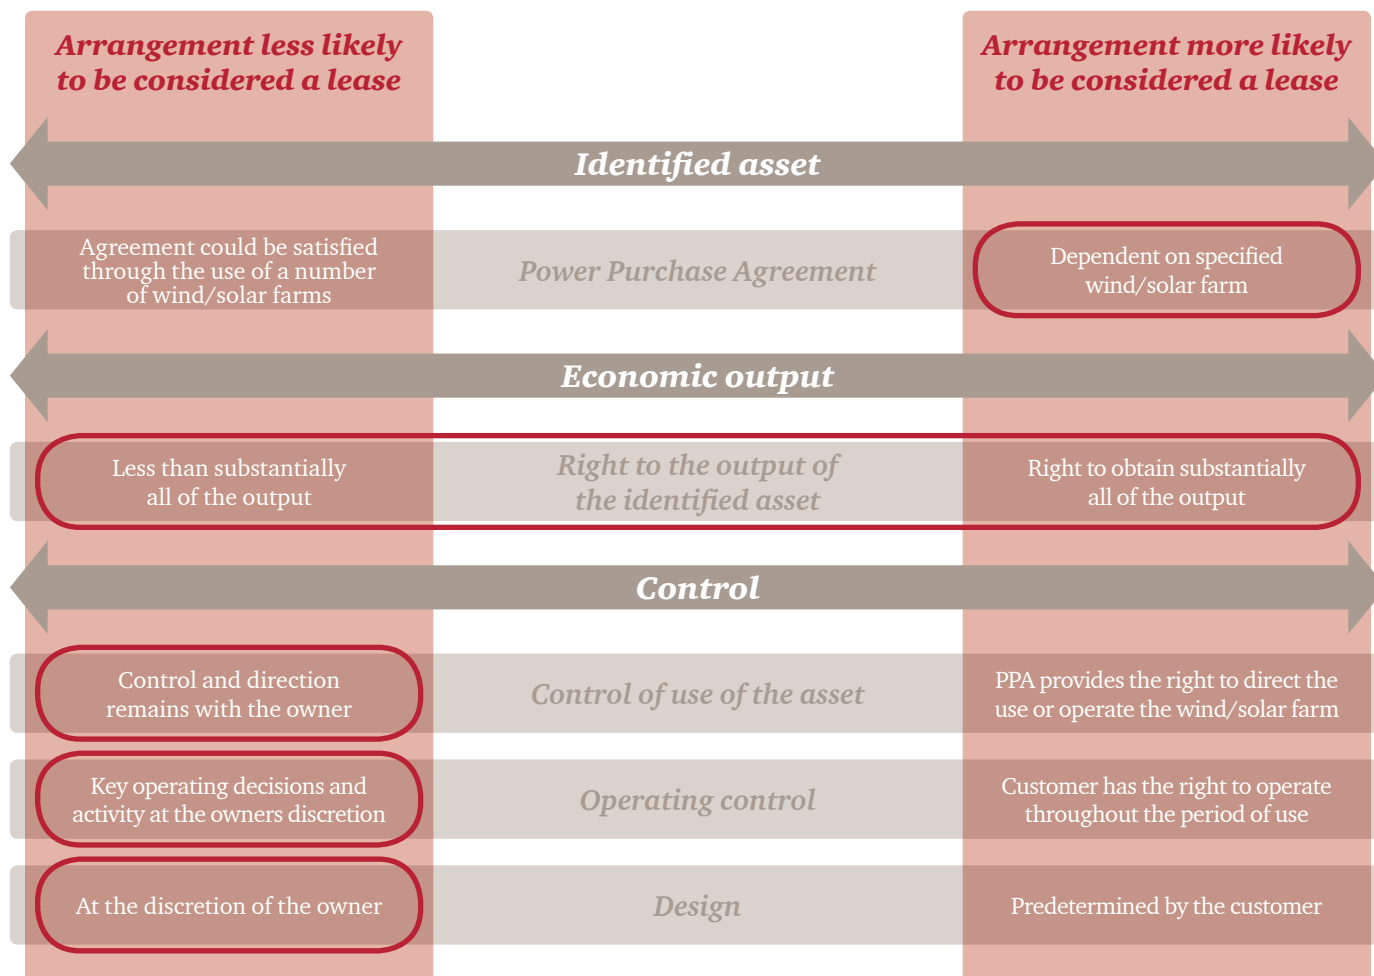 Arrangement less likely
to be considered a lease
Arrangement more likely
to be considered a lease
Identified asset
Agreement could be satisfied
through the use of a number
of wind/solar farms
Power Purchase Agreement
Dependent on specified
wind/solar farm
Economic output
Less than substantially
all of the output
Right to the output of
the identified asset
Right to obtain substantially
all of the output
Control
Control and direction
remains with the owner
Control of use of the asset
PPA provides the right to direct the
use or operate the wind/solar farm
Key operating decisions and
activity at the owners discretion
Operating control
Customer has the right to operate
throughout the period of use
At the discretion of the owner
Design
Predetermined by the customer